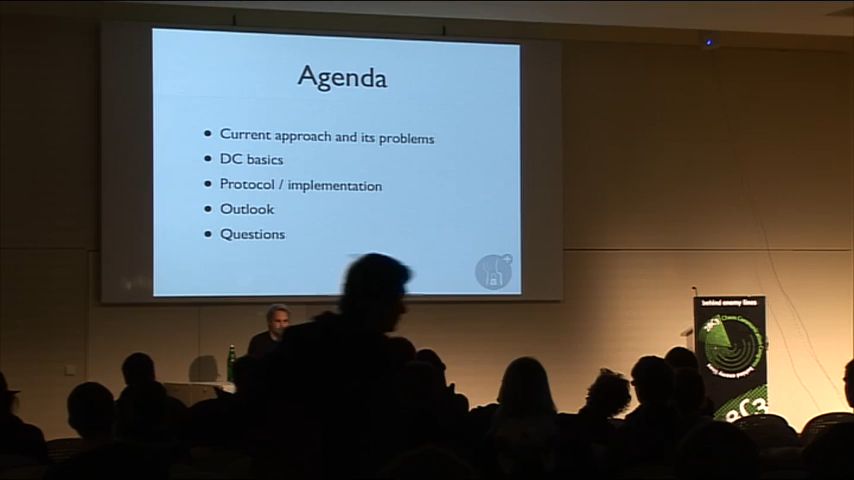 Agenda
• Current approach and its problems
• DC basics
• Protocol / implementation
• Outlook
• Questions
behind enemy lines